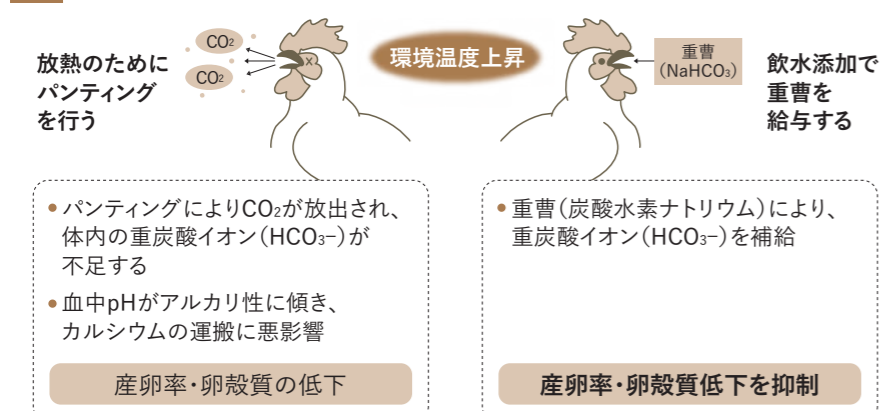 放熱のために
パンティング
を行う
CO₂
CO₂
環境温度上昇
重曹
(NaHCO₃)
飲水添加で
重曹を
給与する
•パンティングによりCO₂が放出され、
体内の重炭酸イオン(HCO₃−)が
不足する
•血中pHがアルカリ性に傾き、
カルシウムの運搬に悪影響
産卵率・卵殻質の低下
•重曹(炭酸水素ナトリウム)により、
重炭酸イオン(HCO₃−)を補給
産卵率・卵殻質低下を抑制